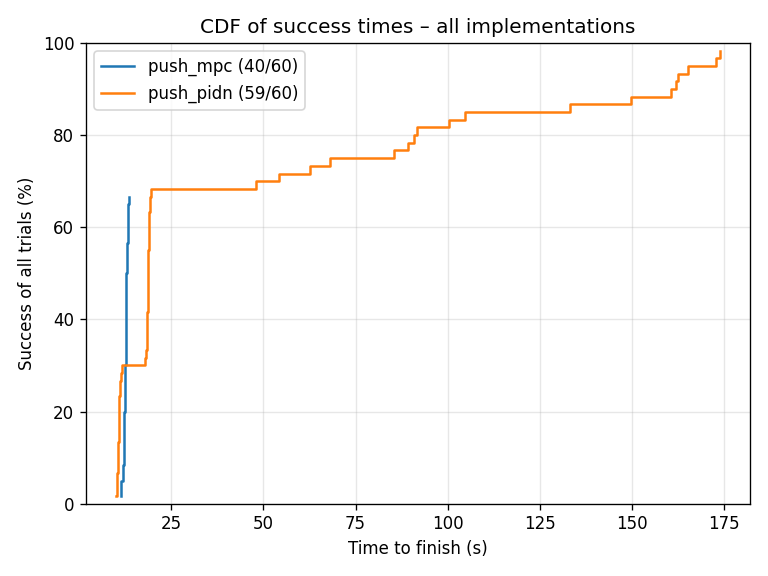 CDF of success times – all implementations
push_mpc (40/60)
push_pidn (59/60)
Success of all trials (%)
100
80
60
40
20
0
25 50 75 100 125 150 175
Time to finish (s)